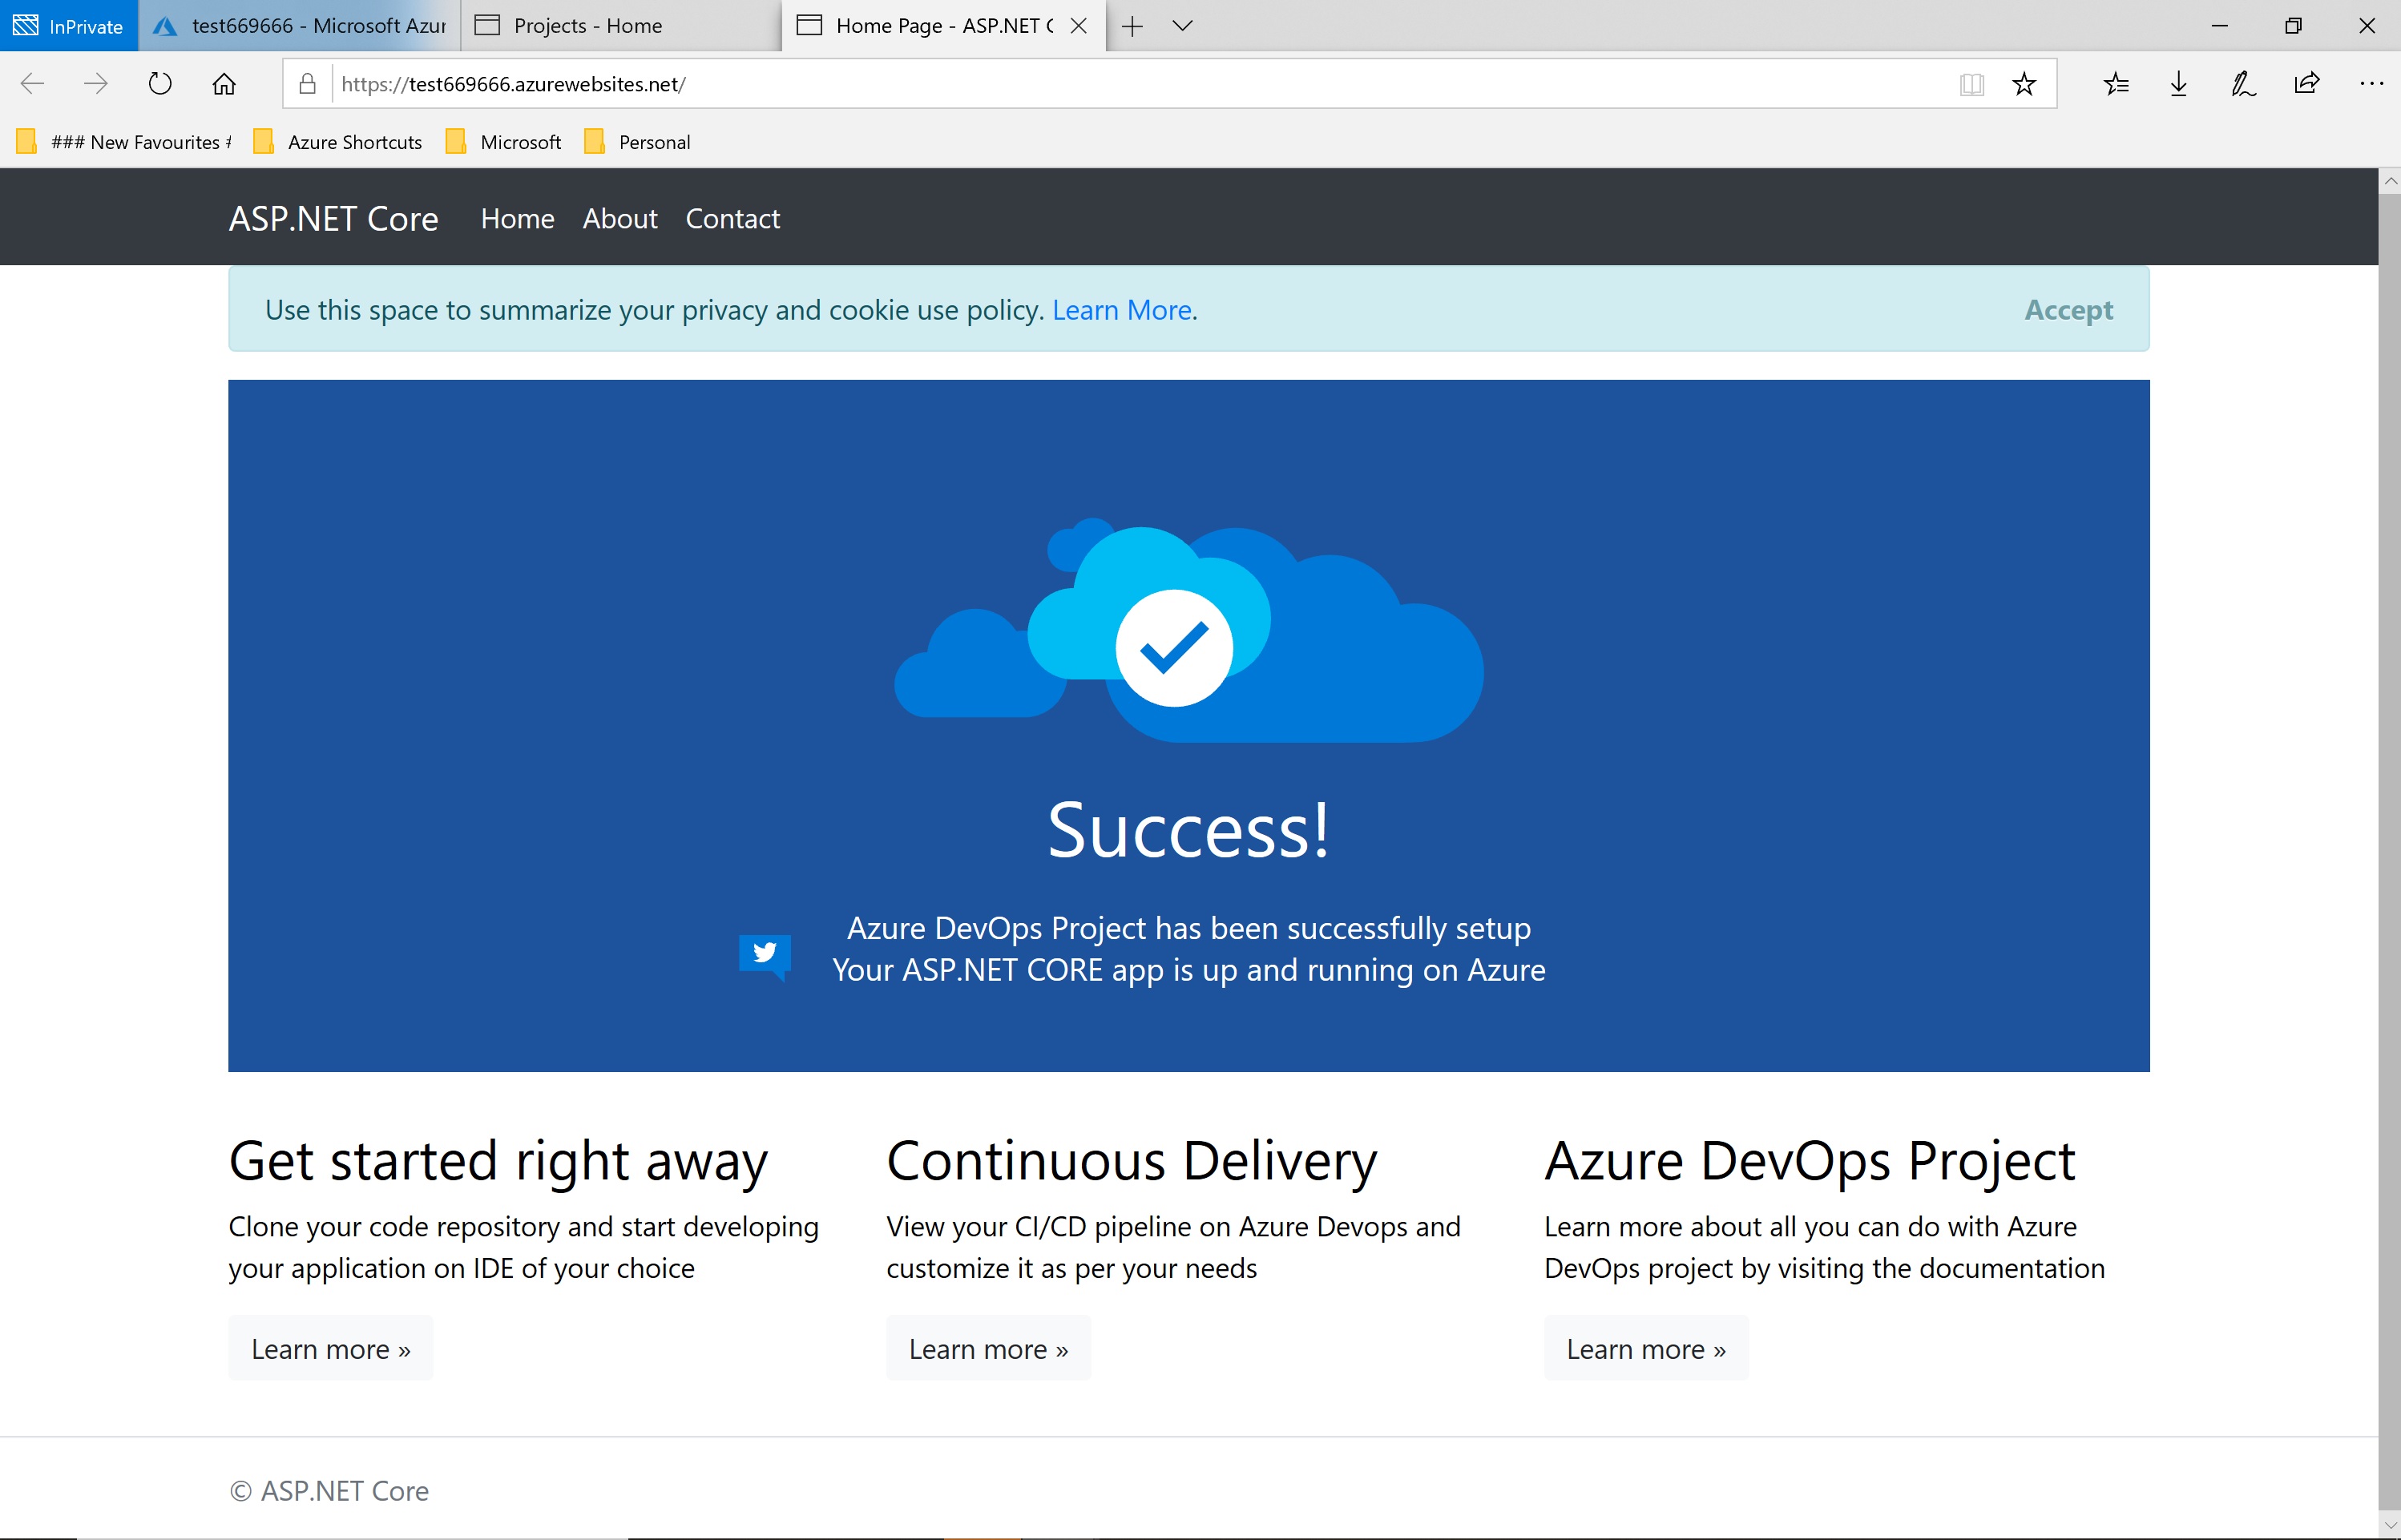 InPrivate
test669666 - Microsoft Azur
Projects - Home
Home Page - ASP.NET C
https://test669666.azurewebsites.net/
### New Favourites #
Azure Shortcuts
Microsoft
Personal
ASP.NET Core
Home
About
Contact
Use this space to summarize your privacy and cookie use policy. Learn More.
Accept
Success!
Azure DevOps Project has been successfully setup
Your ASP.NET CORE app is up and running on Azure
Get started right away
Clone your code repository and start developing
your application on IDE of your choice
Learn more »
Continuous Delivery
View your CI/CD pipeline on Azure Devops and
customize it as per your needs
Learn more »
Azure DevOps Project
Learn more about all you can do with Azure
DevOps project by visiting the documentation
Learn more »
© ASP.NET Core